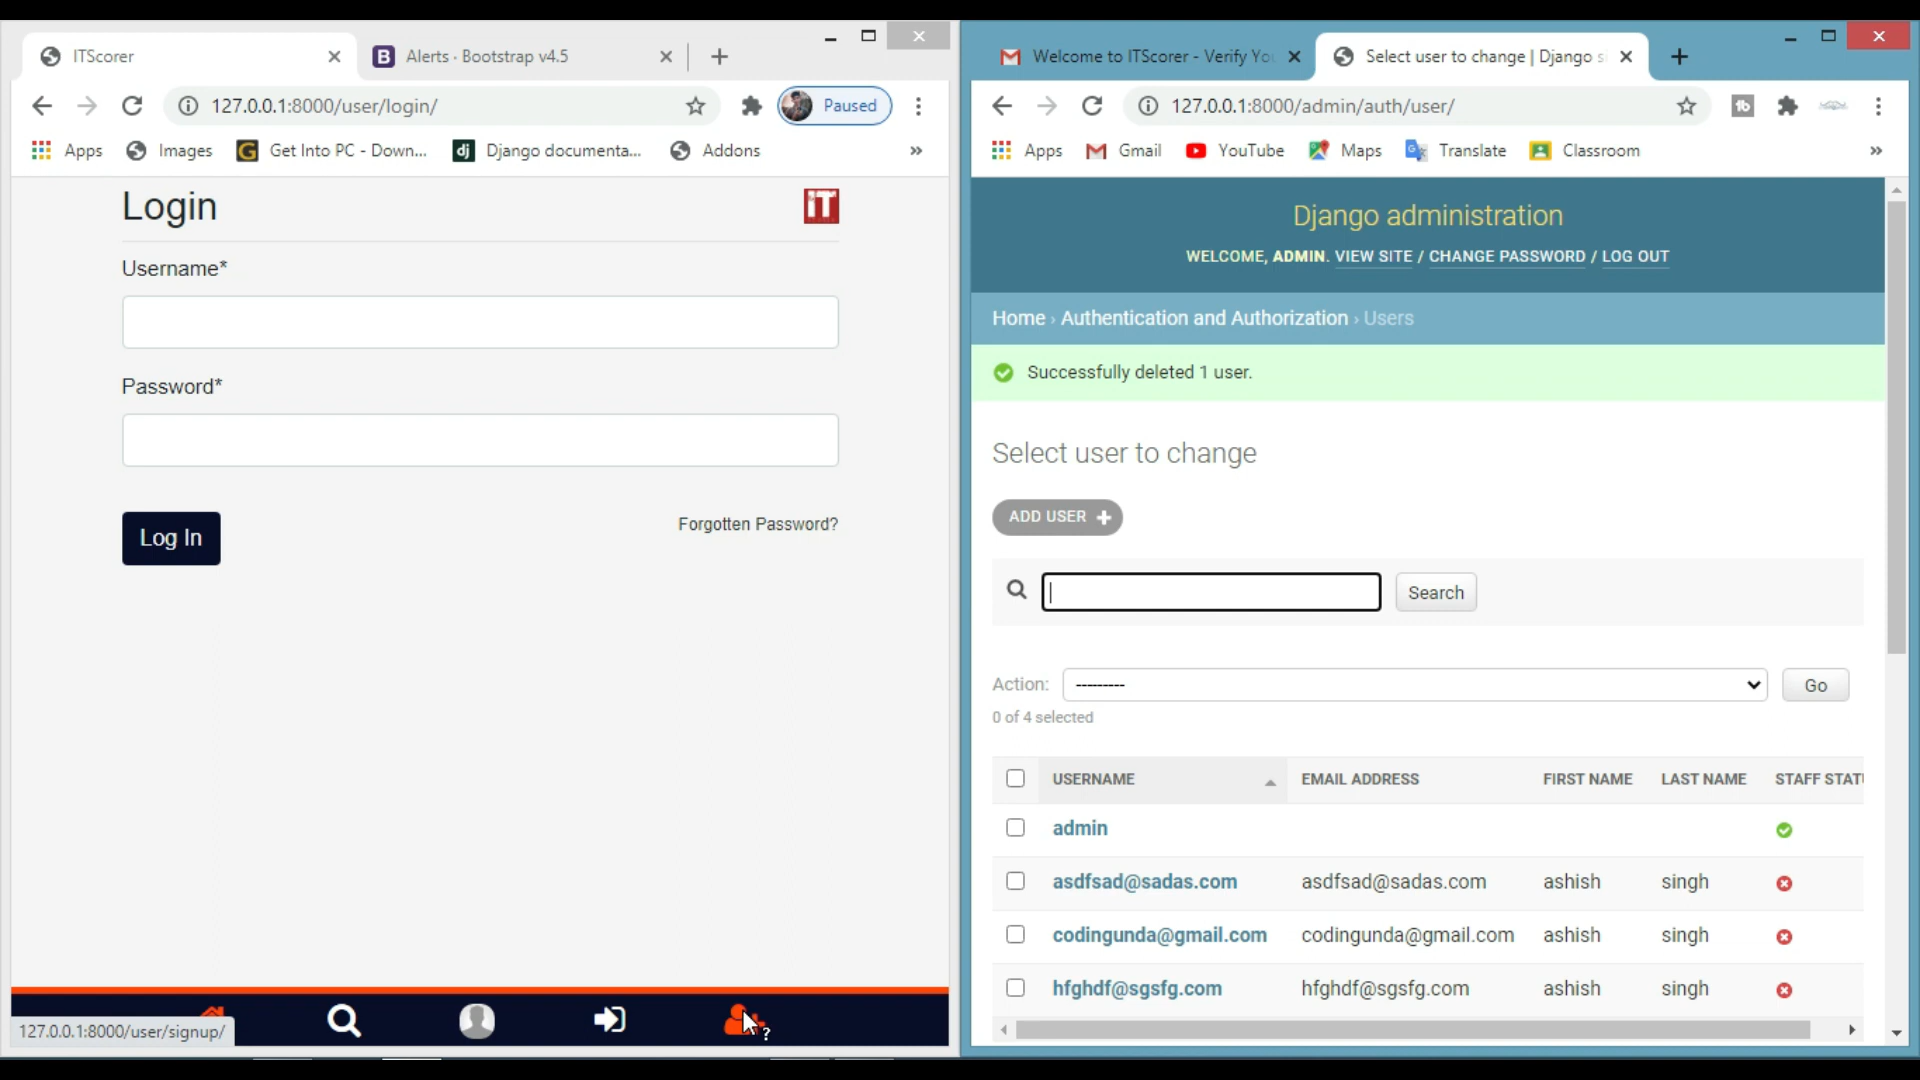 ITScorer
Alerts · Bootstrap v4.5
127.0.0.1:8000/user/login/
Paused
Apps
Images
Get Into PC - Down...
Django documenta...
Addons
»
Login
iT
Username*
Password*
Log In
Forgotten Password?
127.0.0.1:8000/user/signup/
Welcome to ITScorer - Verify Yo
Select user to change | Django s
127.0.0.1:8000/admin/auth/user/
Apps
Gmail
YouTube
Maps
Translate
Classroom
»
Django administration
WELCOME, ADMIN. VIEW SITE / CHANGE PASSWORD / LOG OUT
Home › Authentication and Authorization › Users
Successfully deleted 1 user.
Select user to change
ADD USER +
Search
Action: --------- Go
0 of 4 selected
USERNAME EMAIL ADDRESS FIRST NAME LAST NAME STAFF STATU
admin
asdfsad@sadas.com asdfsad@sadas.com ashish singh
codingunda@gmail.com codingunda@gmail.com ashish singh
hfghdf@sgsfg.com hfghdf@sgsfg.com ashish singh